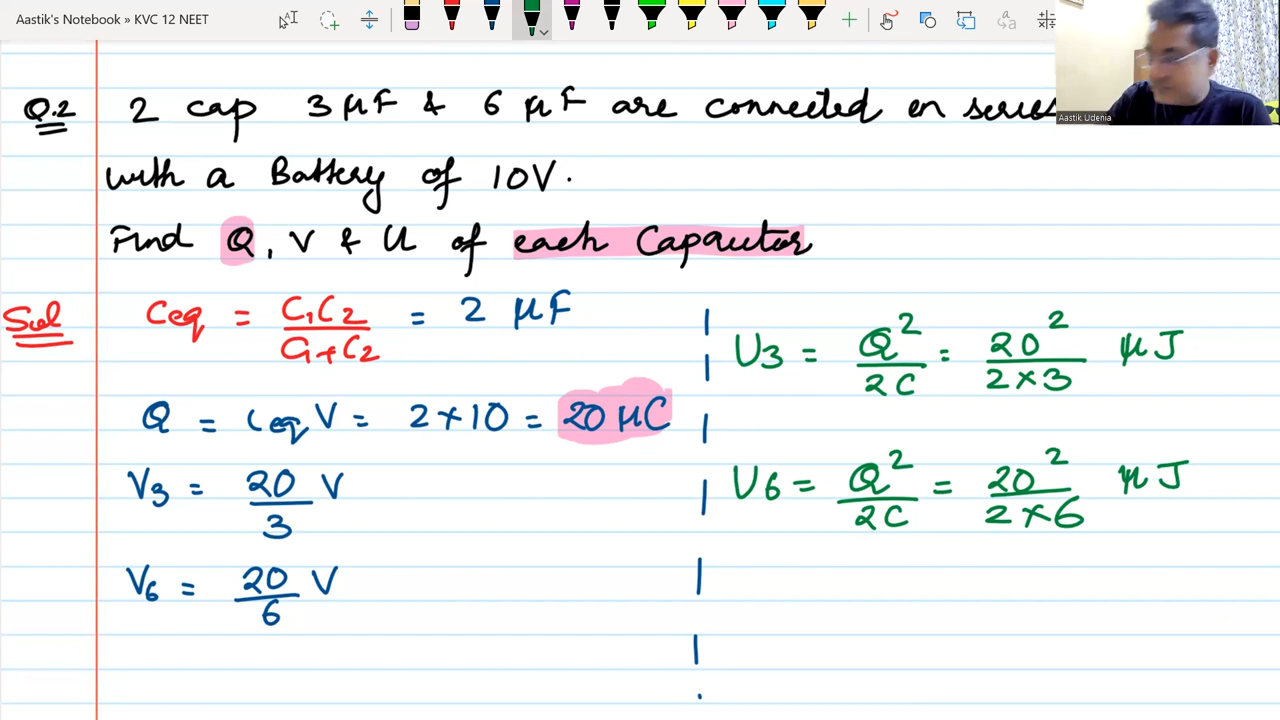 Aastik's Notebook » KVC 12 NEET
Aastik Udenia
Q.2 2 cap 3 μF & 6 μF are connected en series
with a Battery of 10V.
Find Q, V & U of each Capacitor
Sol Ceq = C1C2 / C1+C2 = 2 μF
Q = CeqV = 2×10 = 20 μC
V3 = 20/3 V
V6 = 20/6 V
U3 = Q²/2C = 20²/2×3 μJ
U6 = Q²/2C = 20²/2×6 μJ